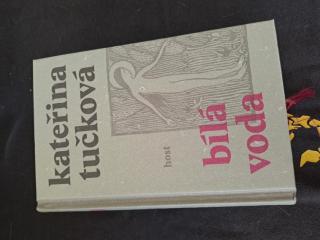 kateřina
tučková
host
bílá
voda